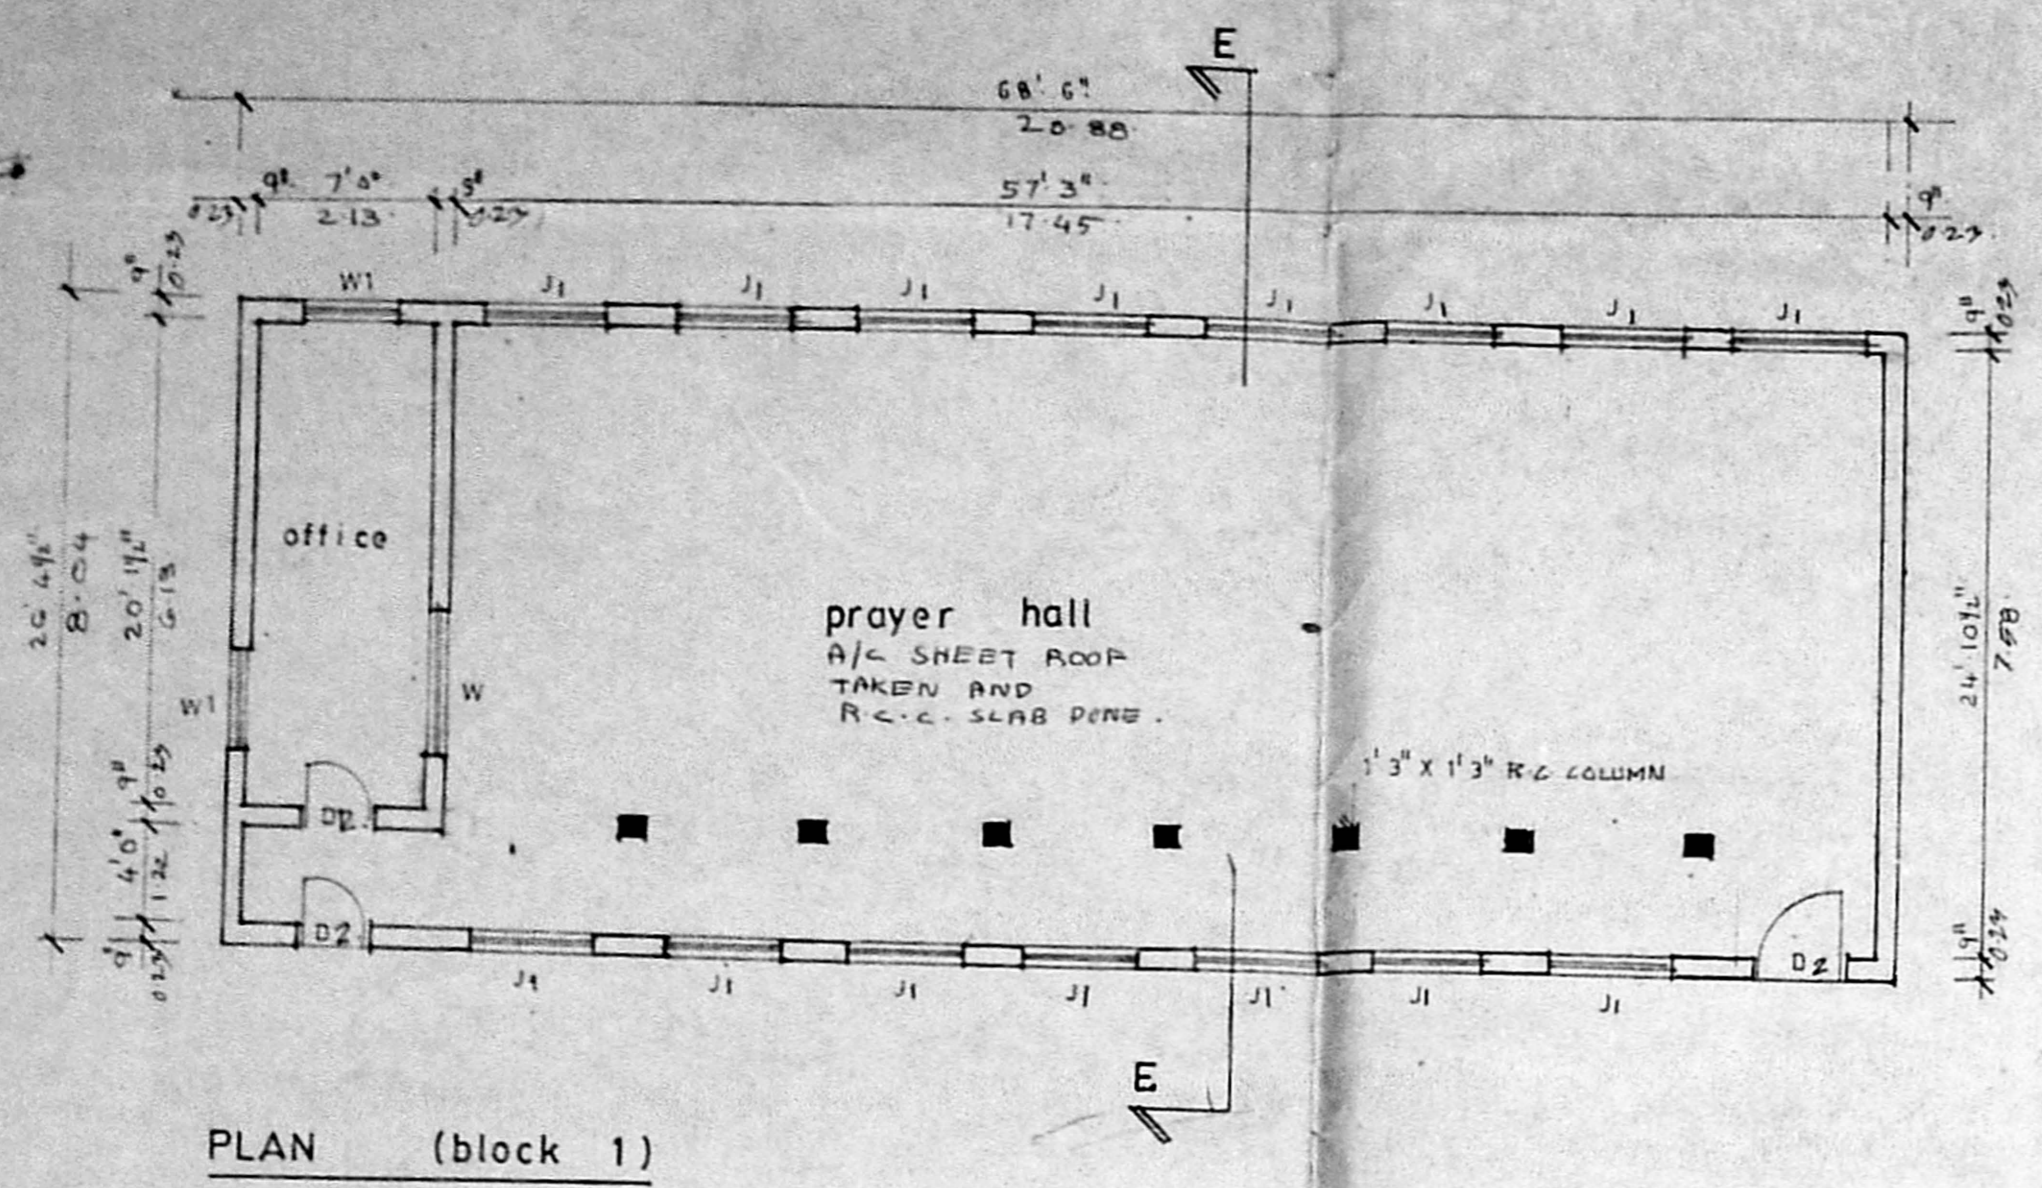 E
68' 6"
20.88
9" 7'0" 9" 57' 3" 9"
0.23 2.13 0.23 17.45 0.23
9"
0.23
W1 J1 J1 J1 J1 J1 J1 J1 J1
9"
0.23
26' 4½"
8.04
20' 1½"
6.13
office
prayer hall
A/C SHEET ROOF
TAKEN AND
R.C.C. SLAB DONE.
W1 W
24' 10½"
7.58
1' 3" X 1' 3" R.C COLUMN
9"
0.23
D2
4'0"
1.22
9"
0.23
D2 D2
9"
0.23
J1 J1 J1 J1 J1 J1 J1
E
PLAN (block 1)